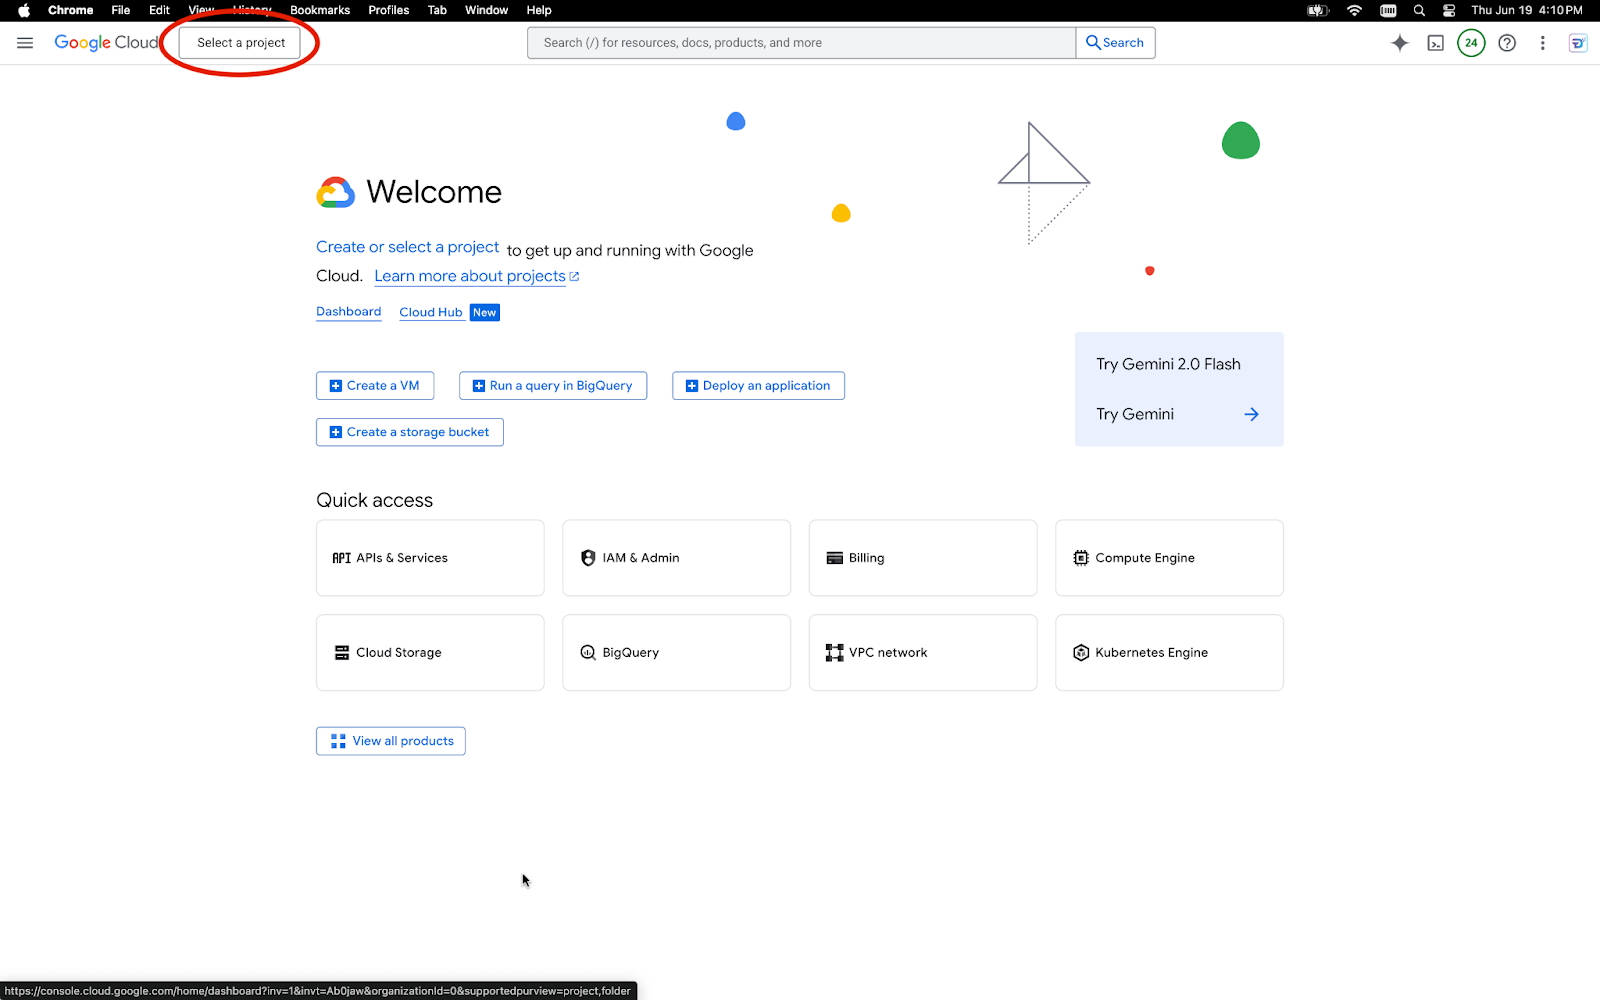 Chrome File Edit View History Bookmarks Profiles Tab Window Help Thu Jun 19 4:10 PM
Google Cloud Select a project Search (/) for resources, docs, products, and more Search 24
Welcome
Create or select a project to get up and running with Google
Cloud. Learn more about projects
Dashboard Cloud Hub New
Create a VM Run a query in BigQuery Deploy an application
Create a storage bucket
Try Gemini 2.0 Flash
Try Gemini
Quick access
API APIs & Services IAM & Admin Billing Compute Engine
Cloud Storage BigQuery VPC network Kubernetes Engine
View all products
https://console.cloud.google.com/home/dashboard?inv=1&invt=Ab0jaw&organizationId=0&supportedpurview=project,folder